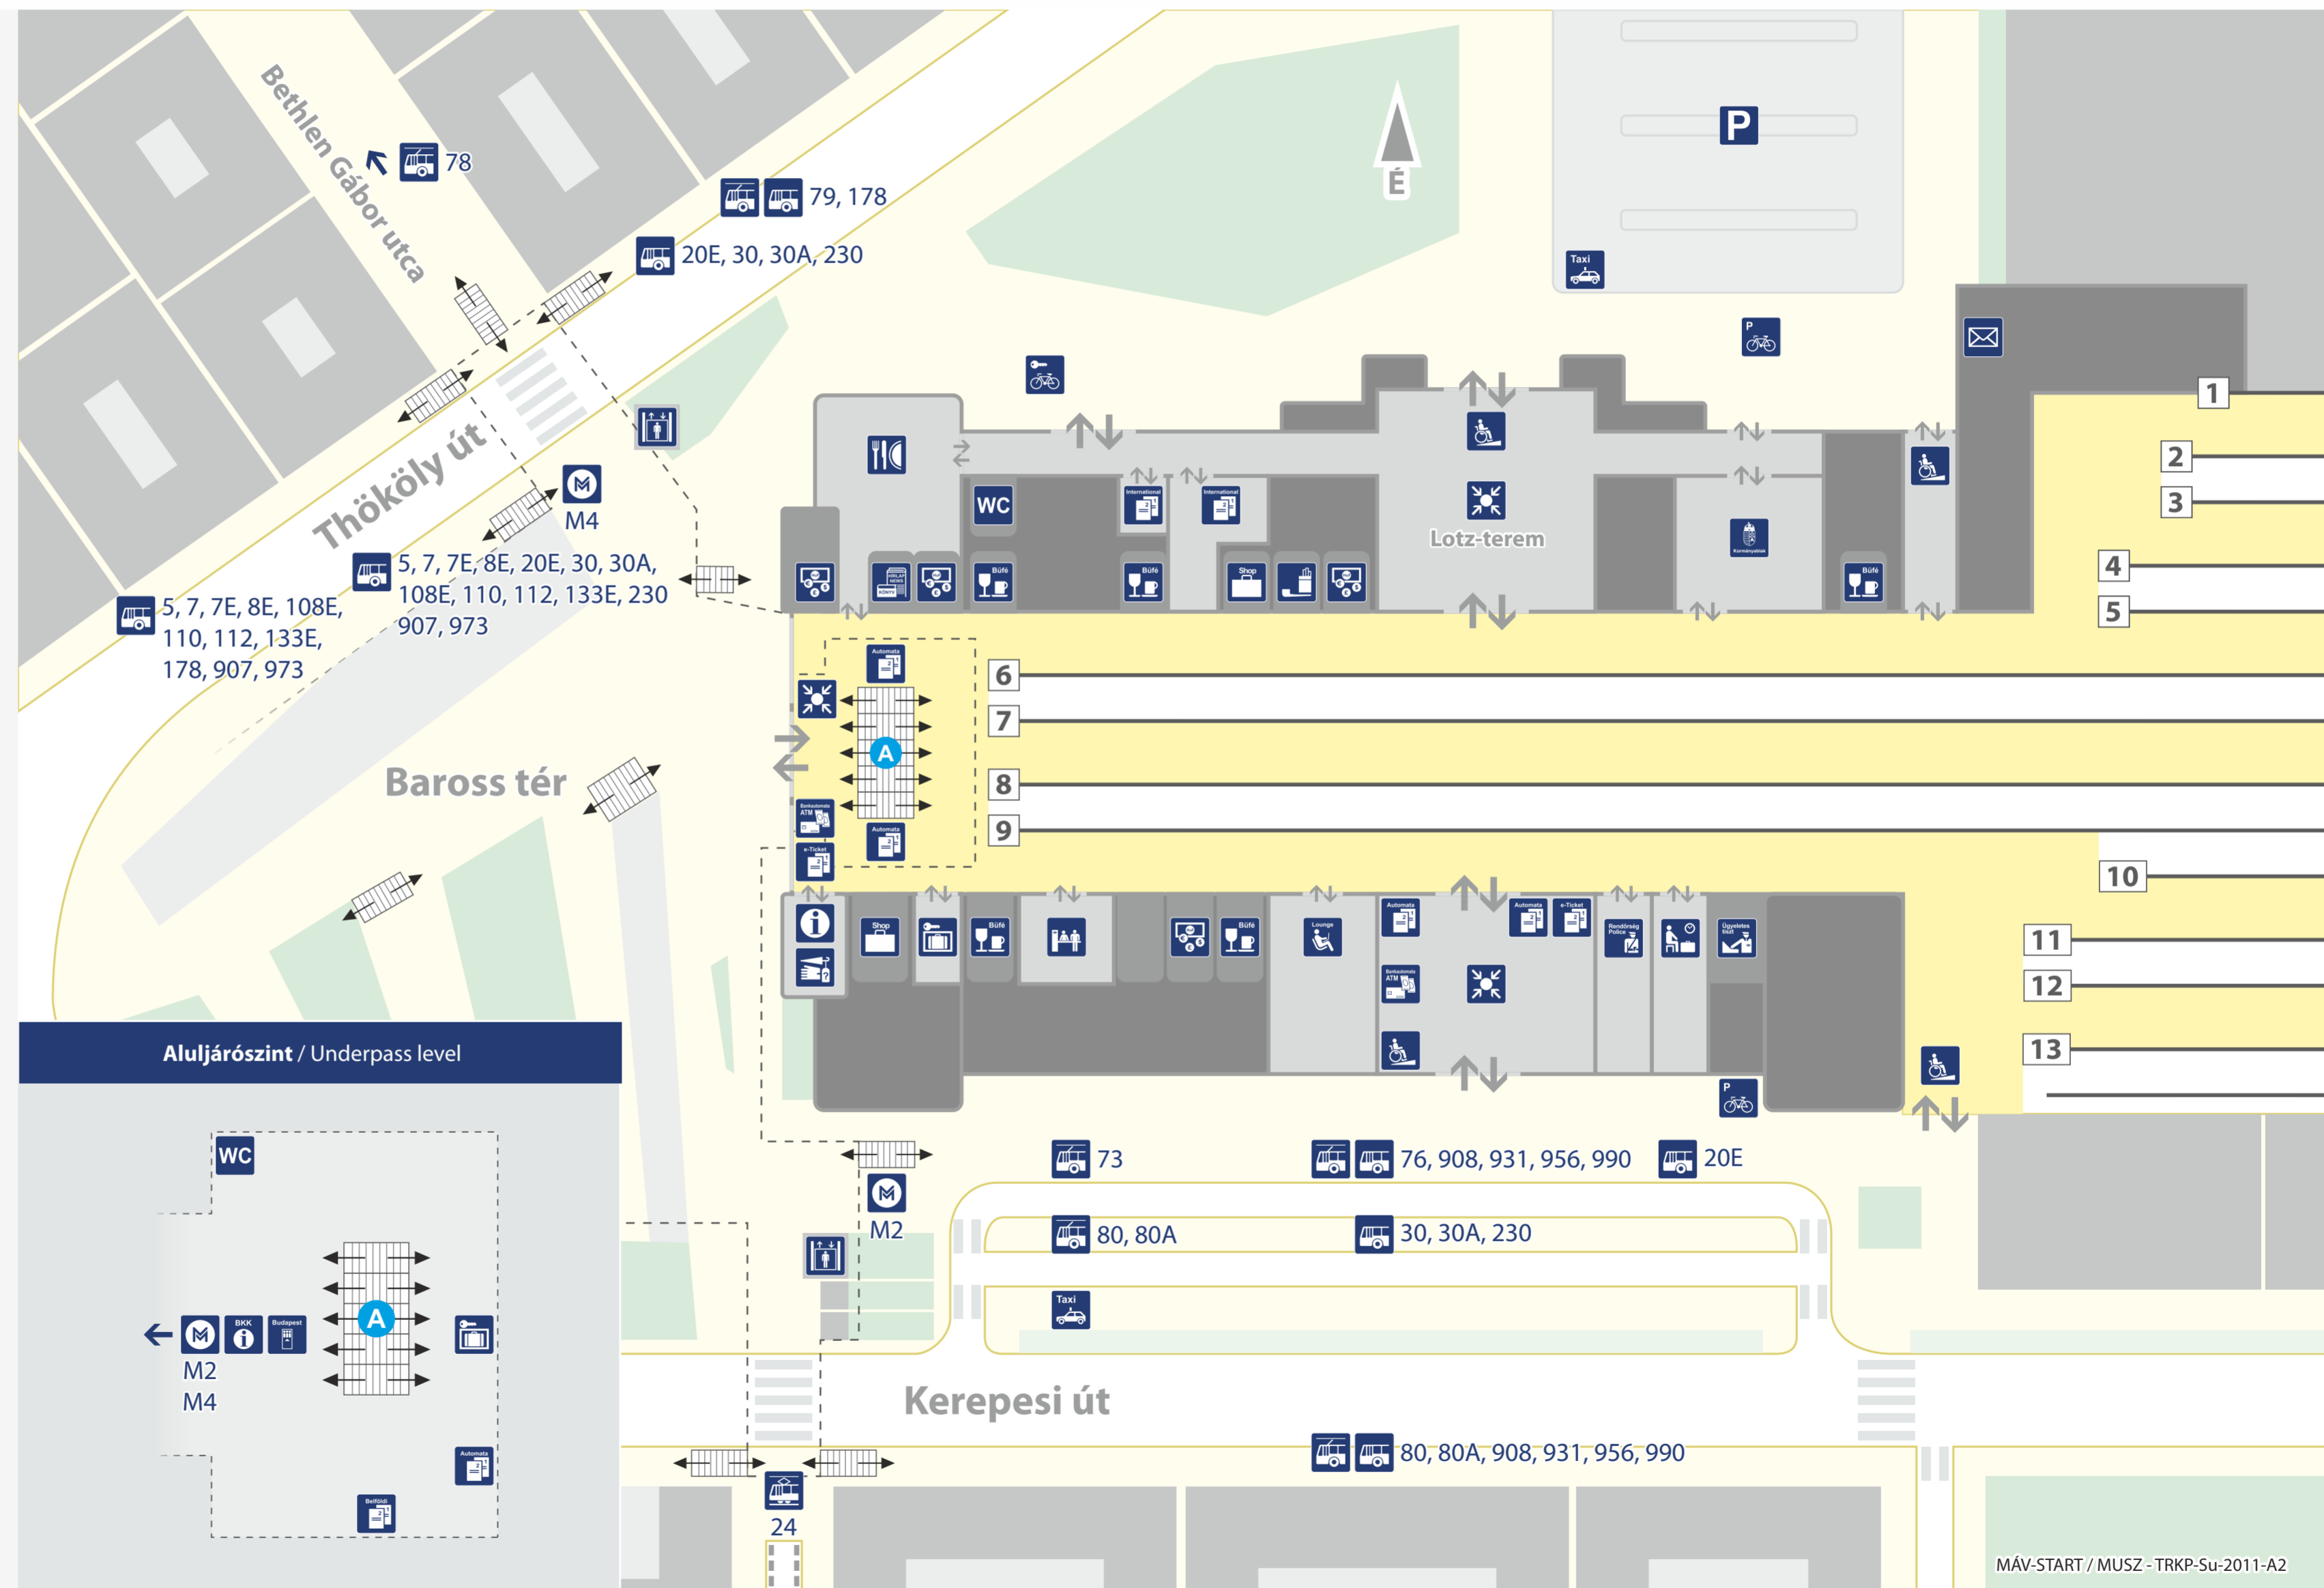 Bethlen Gábor utca
78
79, 178
20E, 30, 30A, 230
P
É
Taxi
P
1
2
3
4
5
6
7
8
9
10
11
12
13
Thököly út
M4
5, 7, 7E, 8E, 20E, 30, 30A,
108E, 110, 112, 133E, 230
907, 973
5, 7, 7E, 8E, 108E,
110, 112, 133E,
178, 907, 973
WC
International
International
Lotz-terem
Kormányablak
HÍRLAP
NEWS
KÖNYV
Büfé
Büfé
Shop
Büfé
Automata
A
Automata
Bankautomata
ATM
e-Ticket
Baross tér
Shop
Büfé
Büfé
Lounge
Automata
Automata
e-Ticket
Bankautomata
ATM
Rendőrség
Police
Ügyeletes
tiszt
P
Aluljárószint / Underpass level
WC
A
BKK
Budapest
M2
M4
Automata
Belföldi
M2
73
76, 908, 931, 956, 990
20E
80, 80A
30, 30A, 230
Taxi
Kerepesi út
80, 80A, 908, 931, 956, 990
24
MÁV-START / MUSZ - TRKP-Su-2011-A2